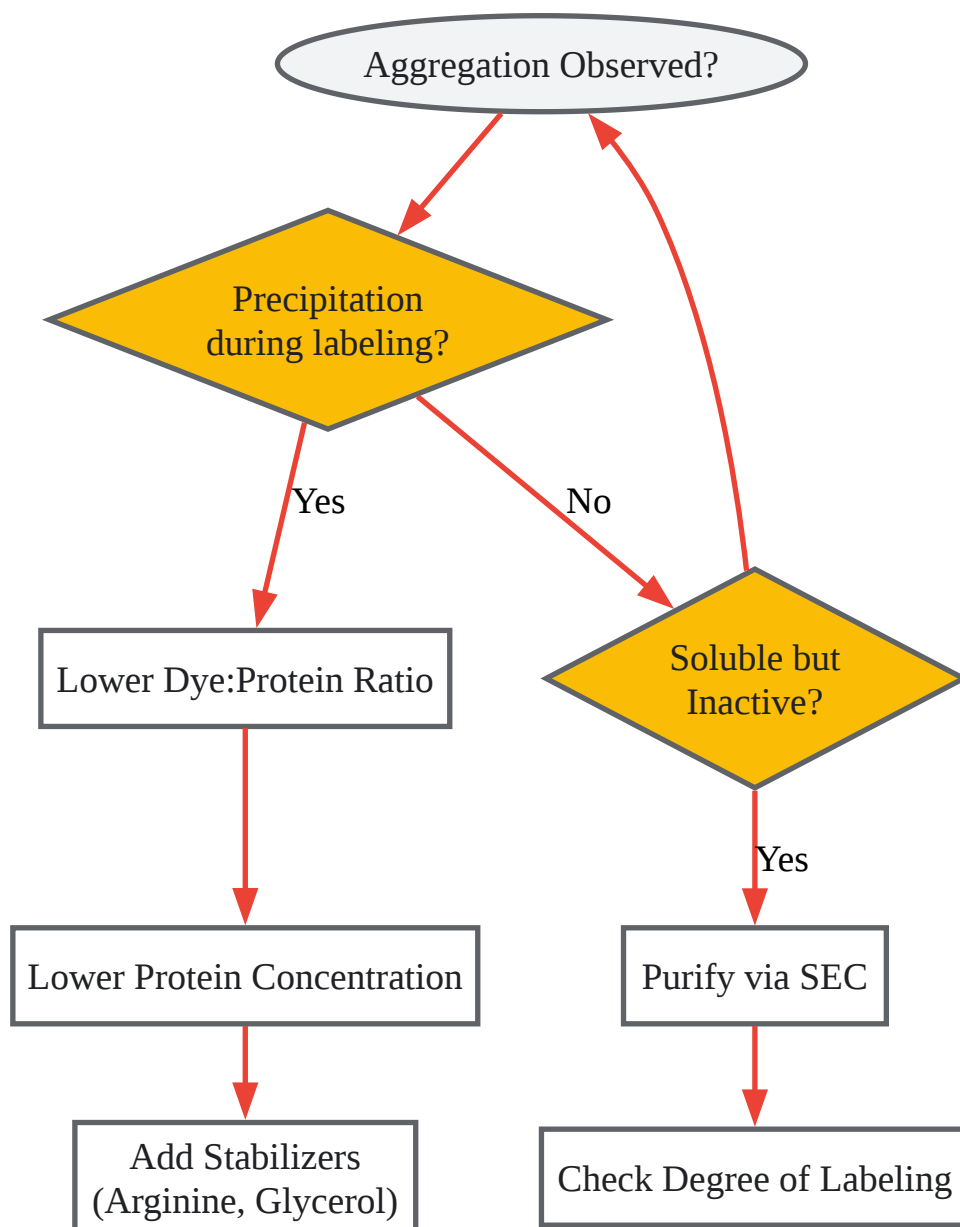 Aggregation Observed?
Precipitation
during labeling?
Yes
No
Lower Dye:Protein Ratio
Soluble but
Inactive?
Yes
Lower Protein Concentration
Purify via SEC
Add Stabilizers
(Arginine, Glycerol)
Check Degree of Labeling